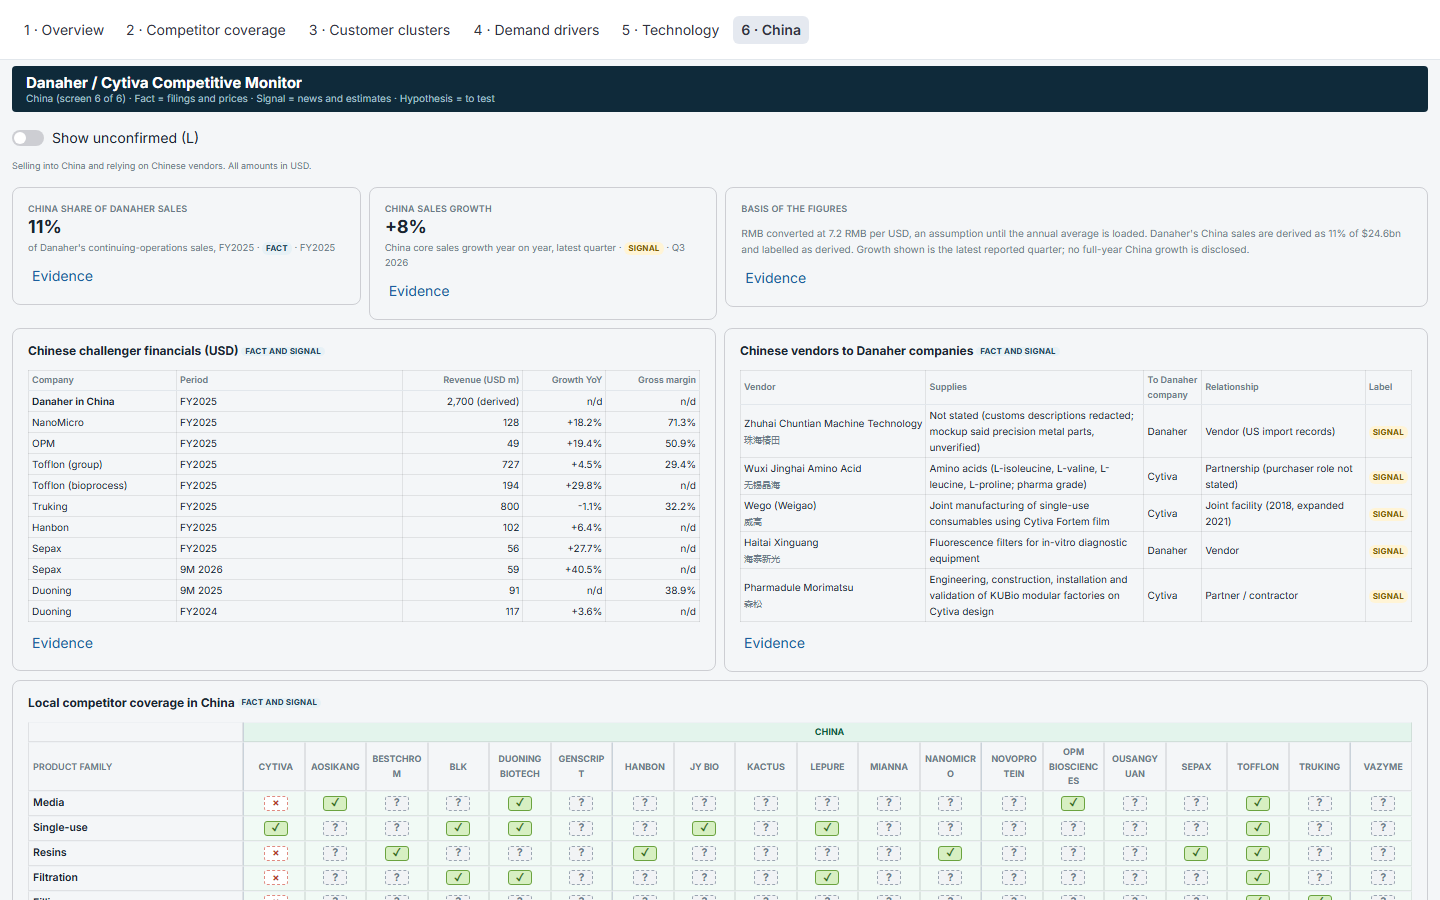 1 · Overview
2 · Competitor coverage
3 · Customer clusters
4 · Demand drivers
5 · Technology
6 · China
Danaher / Cytiva Competitive Monitor
China (screen 6 of 6) · Fact = filings and prices · Signal = news and estimates · Hypothesis = to test
Show unconfirmed (L)
Selling into China and relying on Chinese vendors. All amounts in USD.
CHINA SHARE OF DANAHER SALES
11%
of Danaher's continuing-operations sales, FY2025 · FACT · FY2025
Evidence
CHINA SALES GROWTH
+8%
China core sales growth year on year, latest quarter · SIGNAL · Q3
2026
Evidence
BASIS OF THE FIGURES
RMB converted at 7.2 RMB per USD, an assumption until the annual average is loaded. Danaher's China sales are derived as 11% of $24.6bn
and labelled as derived. Growth shown is the latest reported quarter; no full-year China growth is disclosed.
Evidence
Chinese challenger financials (USD) FACT AND SIGNAL
Company Period Revenue (USD m) Growth YoY Gross margin
Danaher in China FY2025 2,700 (derived) n/d n/d
NanoMicro FY2025 128 +18.2% 71.3%
OPM FY2025 49 +19.4% 50.9%
Tofflon (group) FY2025 727 +4.5% 29.4%
Tofflon (bioprocess) FY2025 194 +29.8% n/d
Truking FY2025 800 -1.1% 32.2%
Hanbon FY2025 102 +6.4% n/d
Sepax FY2025 56 +27.7% n/d
Sepax 9M 2026 59 +40.5% n/d
Duoning 9M 2025 91 n/d 38.9%
Duoning FY2024 117 +3.6% n/d
Evidence
Chinese vendors to Danaher companies FACT AND SIGNAL
Vendor Supplies To Danaher company Relationship Label
Zhuhai Chuntian Machine Technology
珠海椿田
Not stated (customs descriptions redacted;
mockup said precision metal parts,
unverified)
Danaher
Vendor (US import records)
SIGNAL
Wuxi Jinghai Amino Acid
无锡晶海
Amino acids (L-isoleucine, L-valine, L-
leucine, L-proline; pharma grade)
Cytiva
Partnership (purchaser role not
stated)
SIGNAL
Wego (Weigao)
威高
Joint manufacturing of single-use
consumables using Cytiva Fortem film
Cytiva
Joint facility (2018, expanded
2021)
SIGNAL
Haitai Xinguang
海泰新光
Fluorescence filters for in-vitro diagnostic
equipment
Danaher
Vendor
SIGNAL
Pharmadule Morimatsu
森松
Engineering, construction, installation and
validation of KUBio modular factories on
Cytiva design
Cytiva
Partner / contractor
SIGNAL
Evidence
Local competitor coverage in China FACT AND SIGNAL
CHINA
PRODUCT FAMILY
CYTIVA
AOSIKANG
BESTCHRO
M
BLK
DUONING
BIOTECH
GENSCRIP
T
HANBON
JY BIO
KACTUS
LEPURE
MIANNA
NANOMICR
O
NOVOPRO
TEIN
OPM
BIOSCIENC
ES
OUSANGY
UAN
SEPAX
TOFFLON
TRUKING
VAZYME
Media × ✓ ? ? ✓ ? ? ? ? ? ? ? ? ✓ ? ? ✓ ? ?
Single-use ✓ ? ? ✓ ✓ ? ? ✓ ? ✓ ? ? ? ? ? ? ✓ ? ?
Resins × ? ✓ ? ? ? ✓ ? ? ? ? ✓ ? ? ? ✓ ✓ ? ?
Filtration × ? ? ✓ ✓ ? ? ? ? ✓ ? ? ? ? ? ? ✓ ? ?